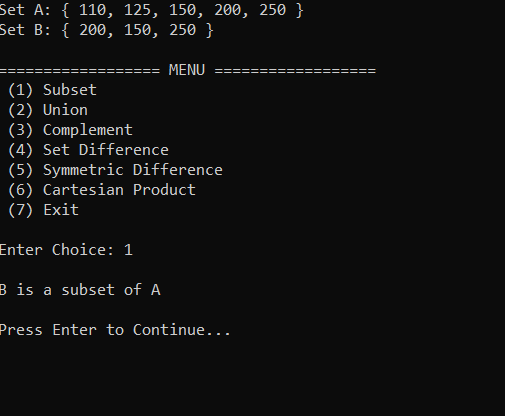 Set A: { 110, 125, 150, 200, 250 }
Set B: { 200, 150, 250 }
================== MENU ==================
(1) Subset
(2) Union
(3) Complement
(4) Set Difference
(5) Symmetric Difference
(6) Cartesian Product
(7) Exit
Enter Choice: 1
B is a subset of A
Press Enter to Continue...